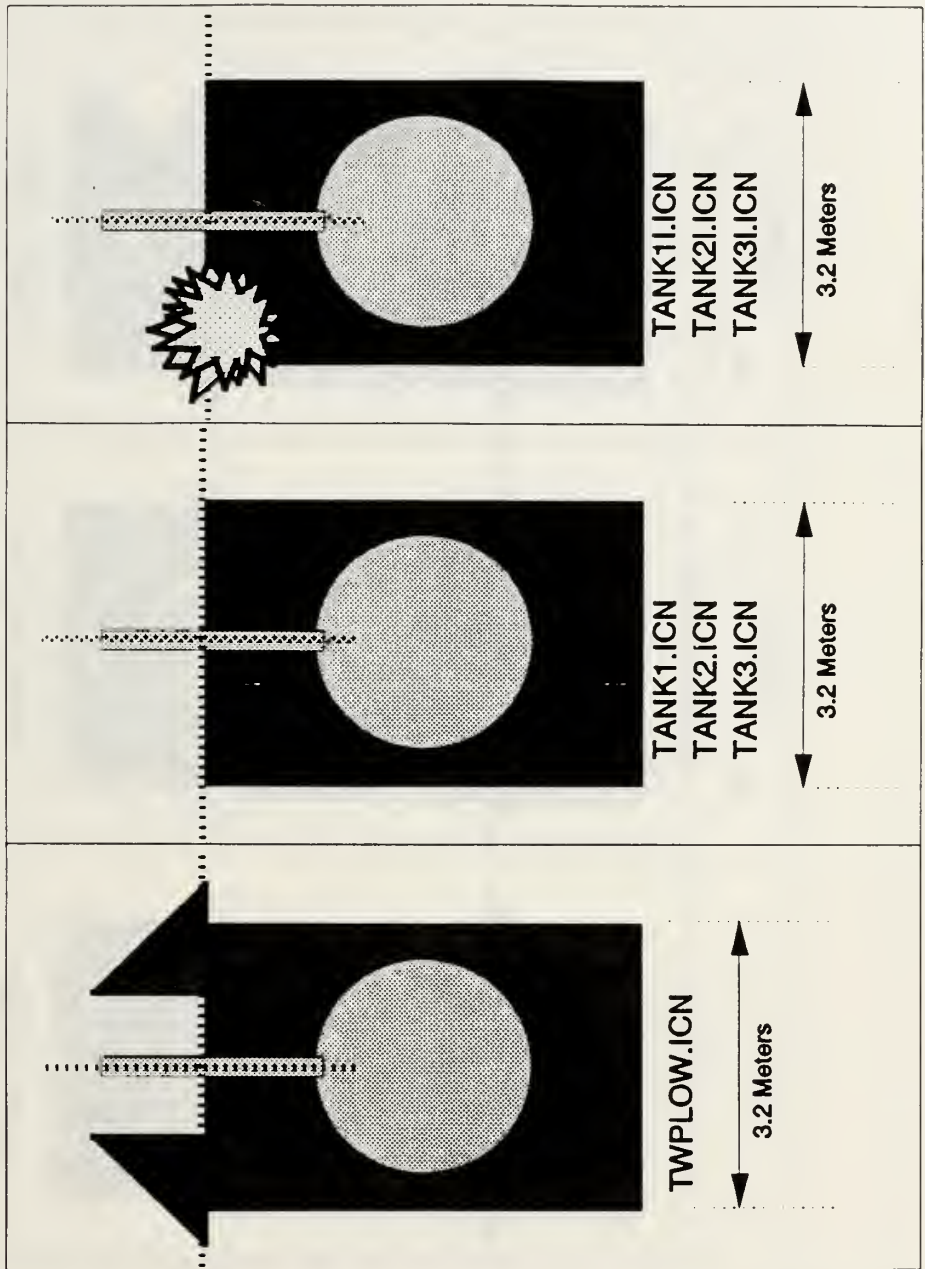 TWPLOW.ICN
3.2 Meters
TANK1.ICN
TANK2.ICN
TANK3.ICN
3.2 Meters
TANK1I.ICN
TANK2I.ICN
TANK3I.ICN
3.2 Meters